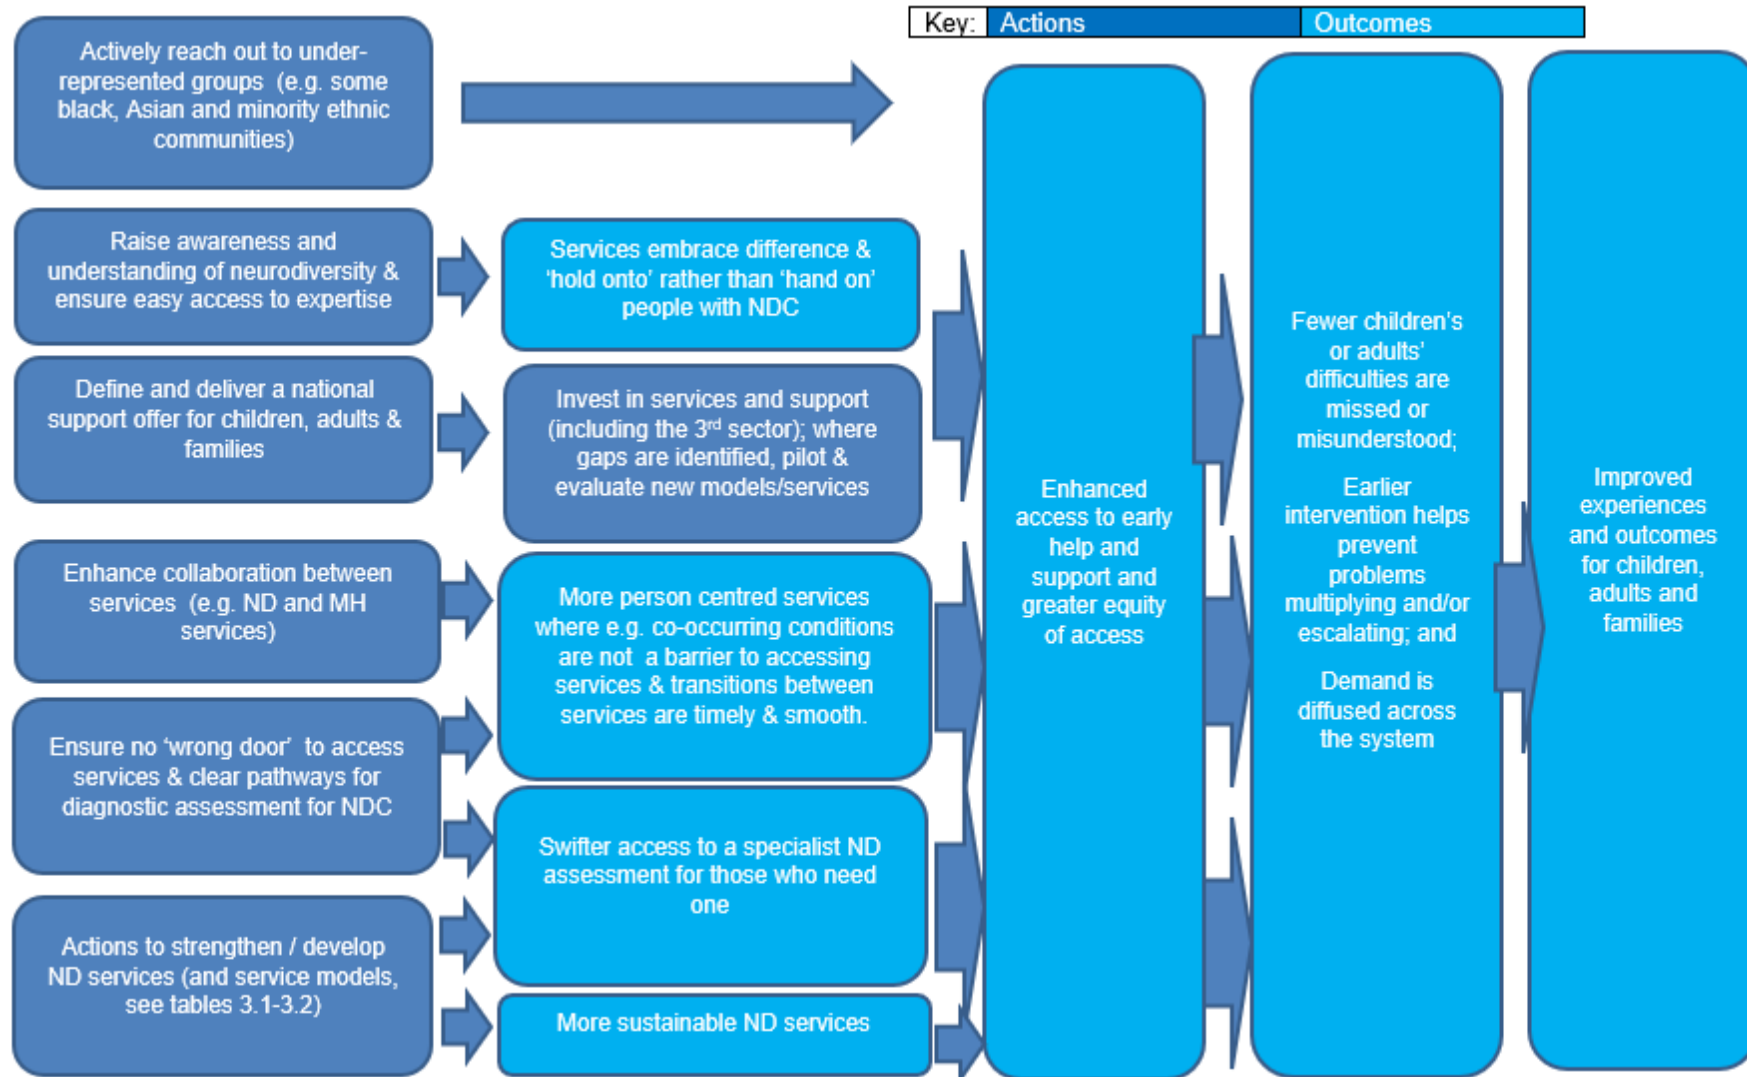 Key: Actions Outcomes
Actively reach out to under-
represented groups (e.g. some
black, Asian and minority ethnic
communities)
Raise awareness and
understanding of neurodiversity &
ensure easy access to expertise
Services embrace difference &
‘hold onto’ rather than ‘hand on’
people with NDC
Define and deliver a national
support offer for children, adults &
families
Invest in services and support
(including the 3rd sector); where
gaps are identified, pilot &
evaluate new models/services
Enhance collaboration between
services (e.g. ND and MH
services)
More person centred services
where e.g. co-occurring conditions
are not a barrier to accessing
services & transitions between
services are timely & smooth.
Ensure no ‘wrong door’ to access
services & clear pathways for
diagnostic assessment for NDC
Swifter access to a specialist ND
assessment for those who need
one
Actions to strengthen / develop
ND services (and service models,
see tables 3.1-3.2)
More sustainable ND services
Enhanced
access to early
help and
support and
greater equity
of access
Fewer children’s
or adults’
difficulties are
missed or
misunderstood;
Earlier
intervention helps
prevent
problems
multiplying and/or
escalating; and
Demand is
diffused across
the system
Improved
experiences
and outcomes
for children,
adults and
families